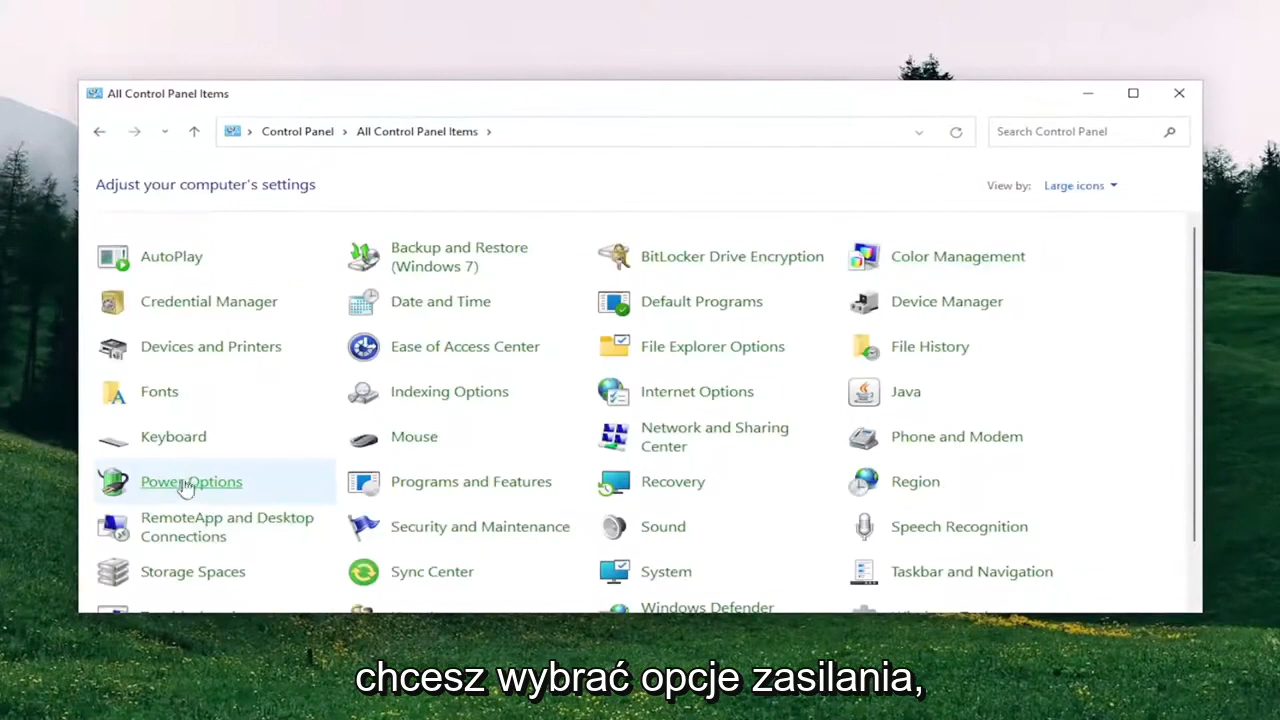 All Control Panel Items
Control Panel All Control Panel Items
Search Control Panel
Adjust your computer's settings
View by: Large icons
AutoPlay
Backup and Restore
(Windows 7)
BitLocker Drive Encryption
Color Management
Credential Manager
Date and Time
Default Programs
Device Manager
Devices and Printers
Ease of Access Center
File Explorer Options
File History
Fonts
Indexing Options
Internet Options
Java
Keyboard
Mouse
Network and Sharing
Center
Phone and Modem
Power Options
Programs and Features
Recovery
Region
RemoteApp and Desktop
Connections
Security and Maintenance
Sound
Speech Recognition
Storage Spaces
Sync Center
System
Taskbar and Navigation
Windows Defender
chcesz wybrać opcje zasilania,